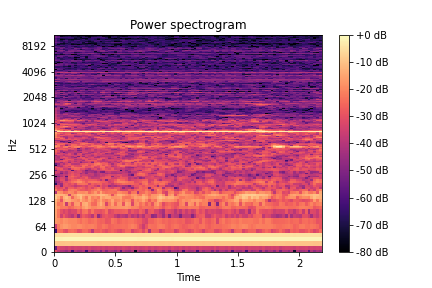 Power spectrogram
Hz
8192
4096
2048
1024
512
256
128
64
0
0
0.5
1
1.5
2
Time
+0 dB
-10 dB
-20 dB
-30 dB
-40 dB
-50 dB
-60 dB
-70 dB
-80 dB